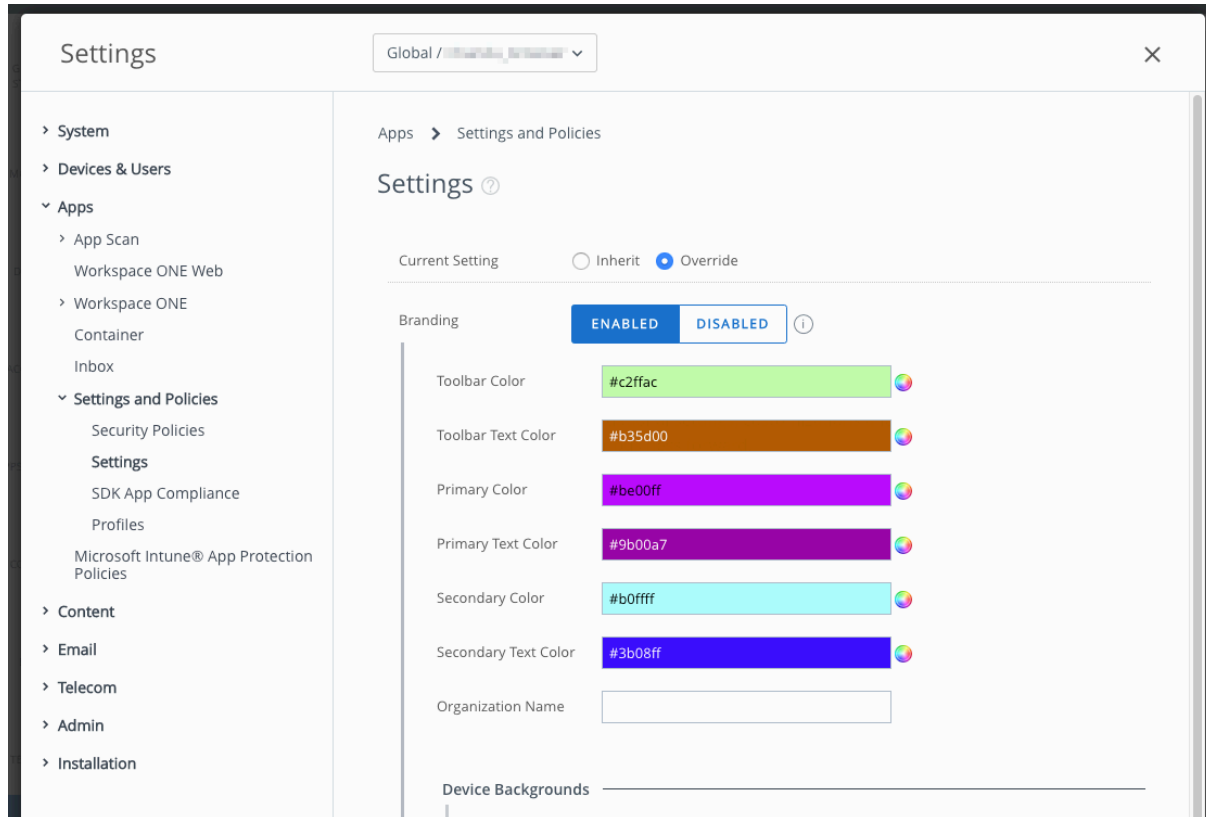 Settings
Global /
System
Devices & Users
Apps
App Scan
Workspace ONE Web
Workspace ONE
Container
Inbox
Settings and Policies
Security Policies
Settings
SDK App Compliance
Profiles
Microsoft Intune® App Protection
Policies
Content
Email
Telecom
Admin
Installation
Apps > Settings and Policies
Settings ?
Current Setting Inherit Override
Branding ENABLED DISABLED i
Toolbar Color #c2ffac
Toolbar Text Color #b35d00
Primary Color #be00ff
Primary Text Color #9b00a7
Secondary Color #b0ffff
Secondary Text Color #3b08ff
Organization Name
Device Backgrounds